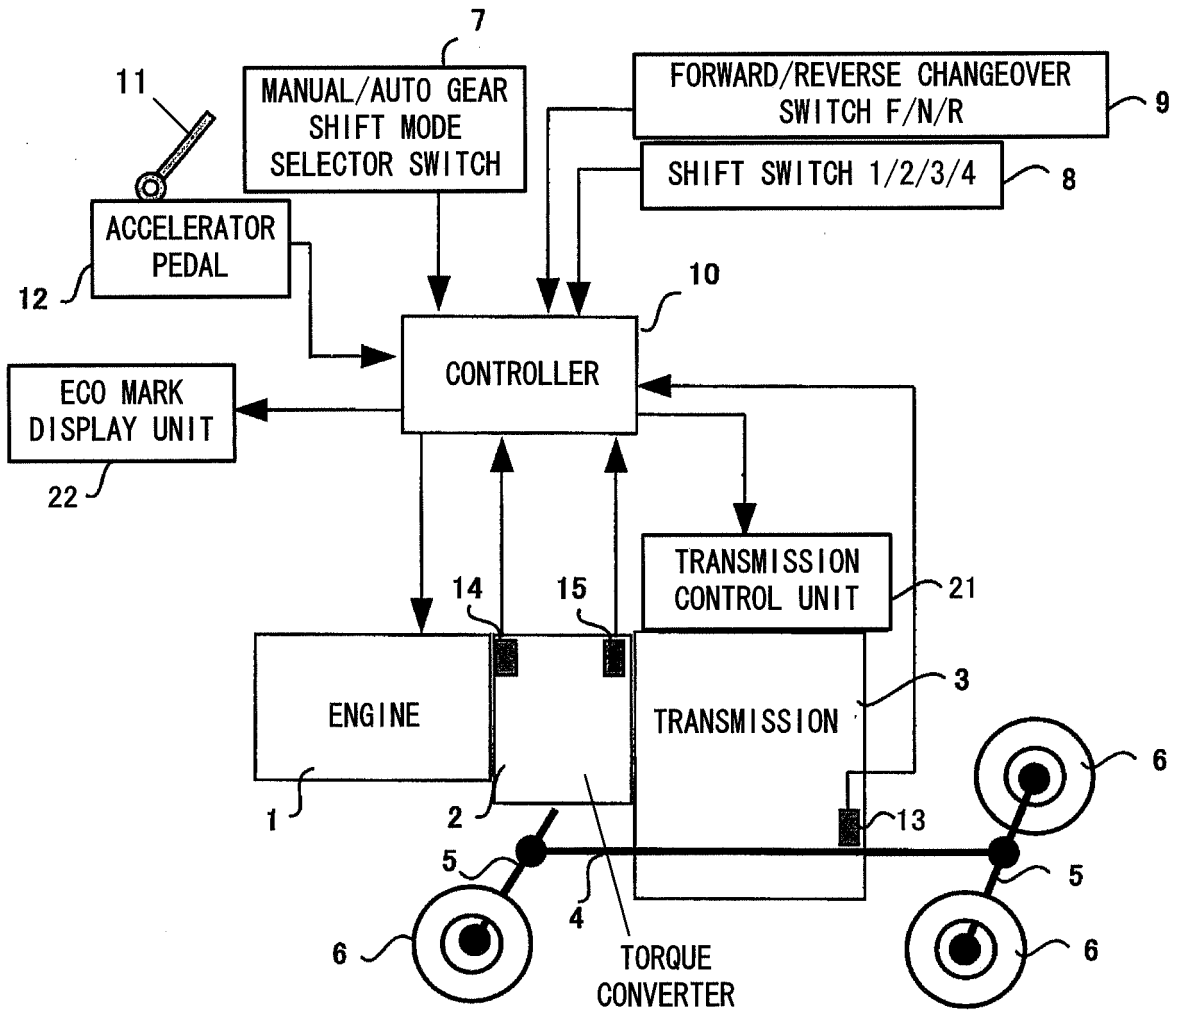 7
MANUAL/AUTO GEAR
SHIFT MODE
SELECTOR SWITCH
FORWARD/REVERSE CHANGEOVER
SWITCH F/N/R
9
SHIFT SWITCH 1/2/3/4
8
11
ACCELERATOR
PEDAL
12
10
CONTROLLER
ECO MARK
DISPLAY UNIT
22
TRANSMISSION
CONTROL UNIT
21
14
15
ENGINE
1
2
TRANSMISSION
3
13
6
5
4
5
6
6
TORQUE
CONVERTER